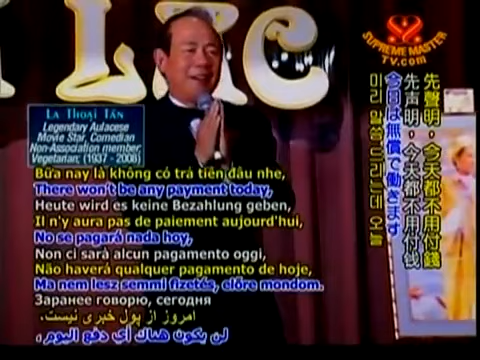 LẠC
SUPREME MASTER
TV.com
La Thoại Tân
Legendary Aulacese
Movie Star, Comedian
Non-Association member;
Vegetarian; (1937 - 2008)
Bữa nay là không có trả tiền đâu nhe,
There won't be any payment today,
Heute wird es keine Bezahlung geben,
Il n'y aura pas de paiement aujourd'hui,
No se pagará nada hoy,
Non ci sarà alcun pagamento oggi,
Não haverá qualquer pagamento de hoje,
Ma nem lesz semmi fizetés, előre mondom.
Заранее говорю, сегодня
امروز از پول خبری نیست،
لن يكون هناك أي دفع اليوم،
先聲明，今天都不用付錢
先声明，今天都不用付钱
今日は無償で働きます
미리 말씀드리는데 오늘